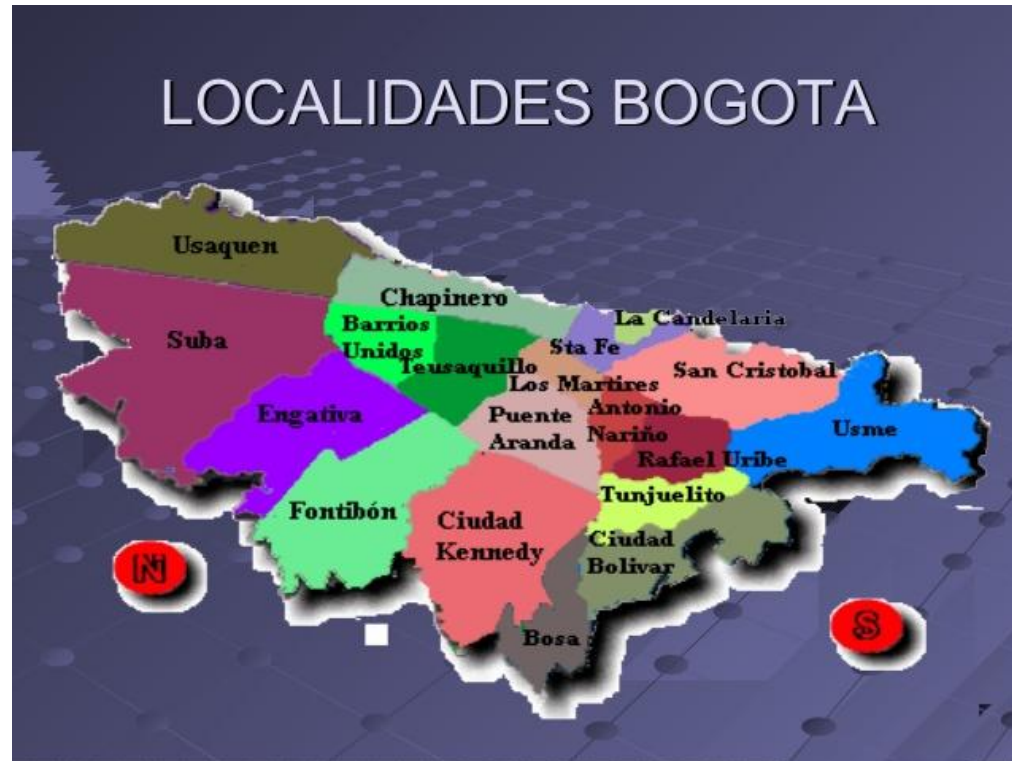 LOCALIDADES BOGOTA
Usaquen
Chapinero
La Candelaria
Barrios
Unidos
Suba
Sta Fe
Teusaquillo
Los Martires
San Cristobal
Engativa
Puente
Aranda
Antonio
Nariño
Usme
Rafael Uribe
Tunjuelito
Fontibón
Ciudad
Kennedy
Ciudad
Bolivar
Bosa
N
S